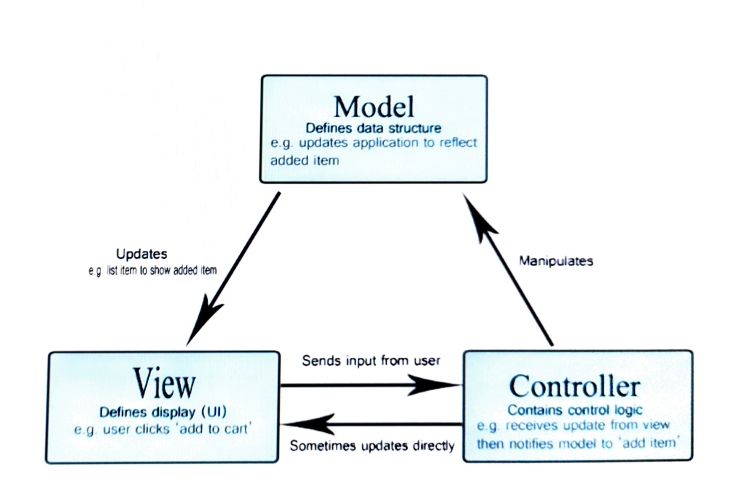 Model
Defines data structure
e.g. updates application to reflect
added item
Updates
e.g list item to show added item
Manipulates
View
Defines display (UI)
e.g. user clicks 'add to cart'
Sends input from user
Sometimes updates directly
Controller
Contains control logic
e.g. receives update from view
then notifies model to 'add item'